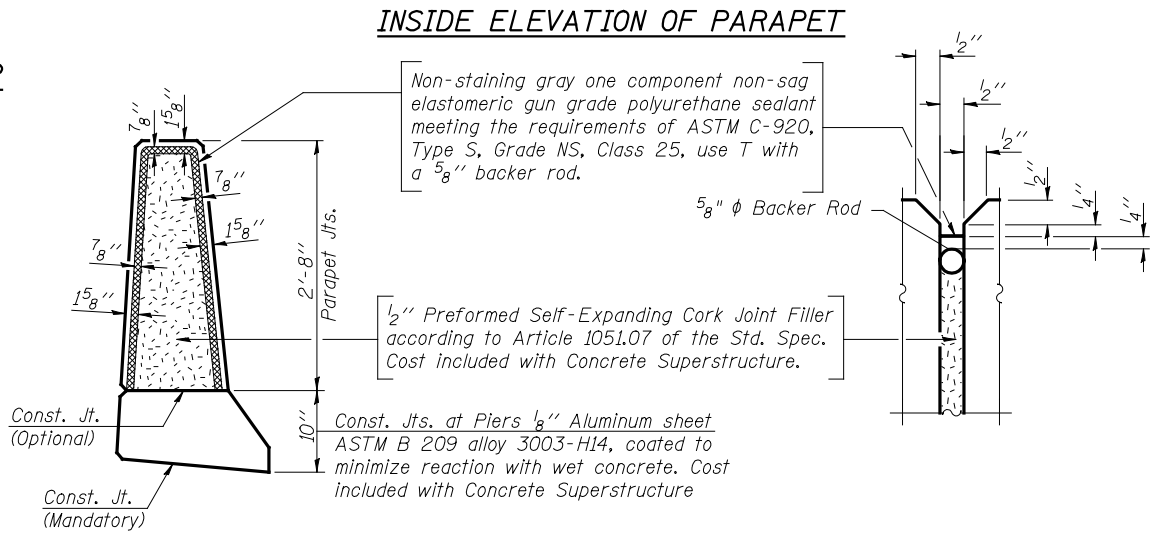 INSIDE ELEVATION OF PARAPET
Non-staining gray one component non-sag
elastomeric gun grade polyurethane sealant
meeting the requirements of ASTM C-920,
Type S, Grade NS, Class 25, use T with
a 5/8" backer rod.
7/8"
1 5/8"
7/8"
1 5/8"
7/8"
1 5/8"
2'-8"
Parapet Jts.
1/2"
1/2"
1/2"
1/2"
1/4"
1/4"
5/8" φ Backer Rod
1/2" Preformed Self-Expanding Cork Joint Filler
according to Article 1051.07 of the Std. Spec.
Cost included with Concrete Superstructure.
Const. Jt.
(Optional)
10"
Const. Jts. at Piers 1/8" Aluminum sheet
ASTM B 209 alloy 3003-H14, coated to
minimize reaction with wet concrete. Cost
included with Concrete Superstructure
Const. Jt.
(Mandatory)